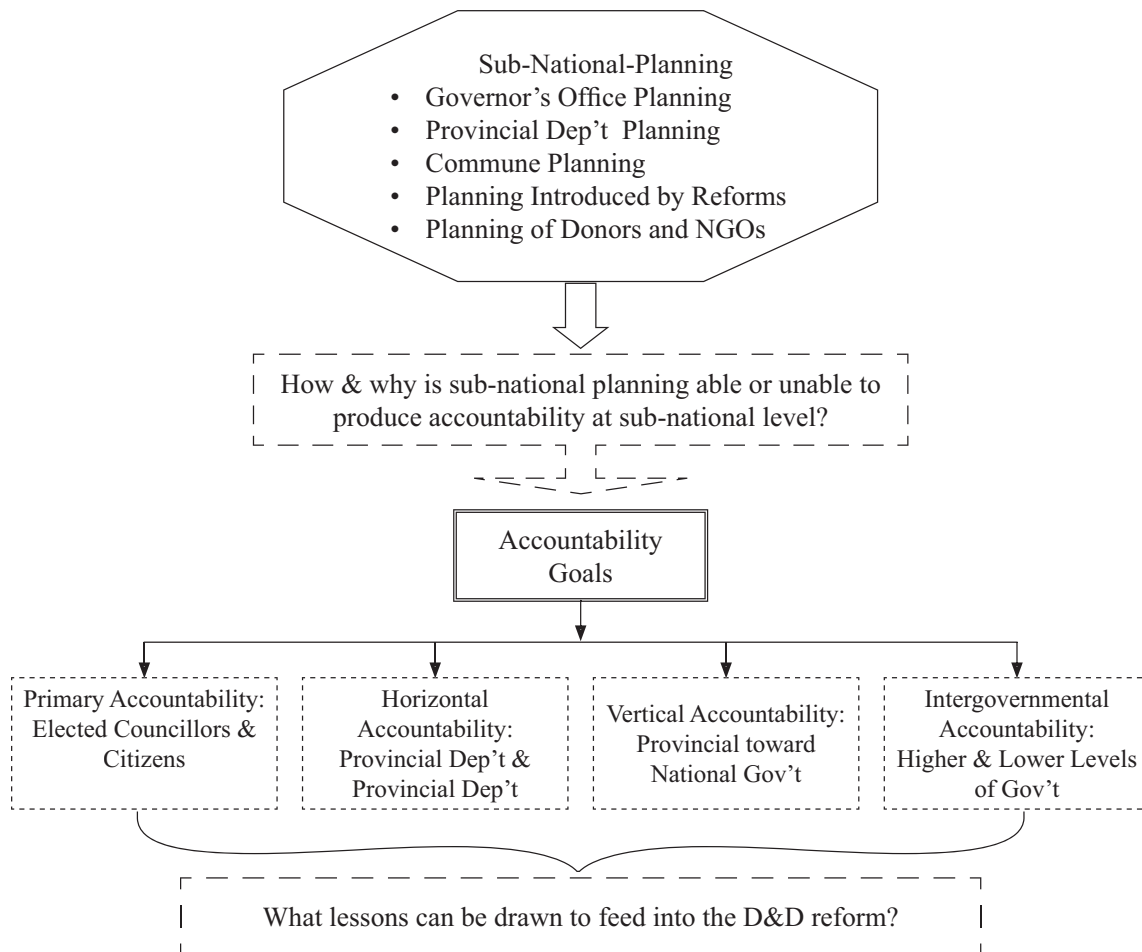 Sub-National-Planning
• Governor’s Office Planning
• Provincial Dep’t Planning
• Commune Planning
• Planning Introduced by Reforms
• Planning of Donors and NGOs
How & why is sub-national planning able or unable to
produce accountability at sub-national level?
Accountability
Goals
Primary Accountability:
Elected Councillors &
Citizens
Horizontal
Accountability:
Provincial Dep’t &
Provincial Dep’t
Vertical Accountability:
Provincial toward
National Gov’t
Intergovernmental
Accountability:
Higher & Lower Levels
of Gov’t
What lessons can be drawn to feed into the D&D reform?